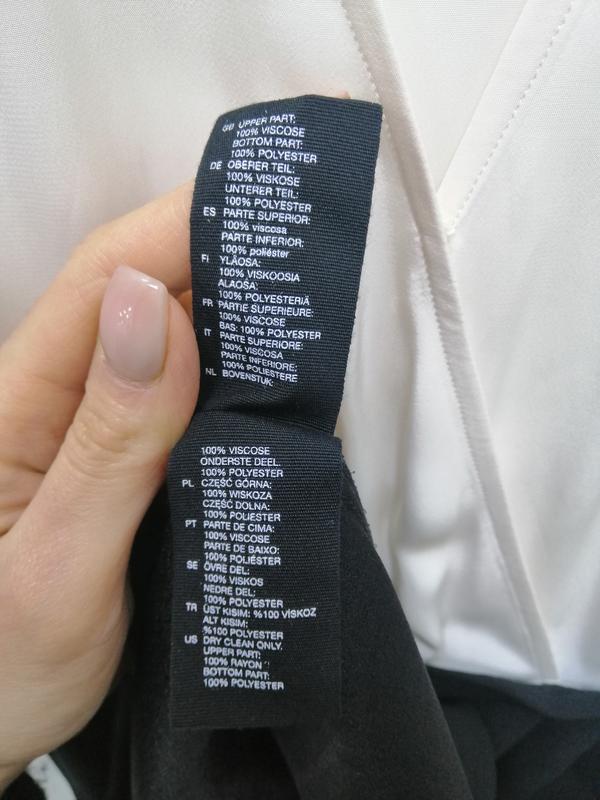 GB UPPER PART:
100% VISCOSE
BOTTOM PART:
100% POLYESTER
DE OBERER TEIL:
100% VISKOSE
UNTERER TEIL:
100% POLYESTER
ES PARTE SUPERIOR:
100% viscosa
PARTE INFERIOR:
100% poliéster
FI YLÄOSA:
100% VISKOOSIA
ALAOSA:
100% POLYESTERIÄ
FR PARTIE SUPERIEURE:
100% VISCOSE
BAS: 100% POLYESTER
IT PARTE SUPERIORE:
100% VISCOSA
PARTE INFERIORE:
100% POLIESTERE
NL BOVENSTUK:
100% VISCOSE
ONDERSTE DEEL:
100% POLYESTER
PL CZĘŚĆ GÓRNA:
100% WISKOZA
CZĘŚĆ DOLNA:
100% POLIESTER
PT PARTE DE CIMA:
100% VISCOSE
PARTE DE BAIXO:
100% POLIÉSTER
SE ÖVRE DEL:
100% VISKOS
NEDRE DEL:
100% POLYESTER
TR ÜST KISIM: %100 VİSKOZ
ALT KISIM:
%100 POLYESTER
US DRY CLEAN ONLY.
UPPER PART:
100% RAYON
BOTTOM PART:
100% POLYESTER